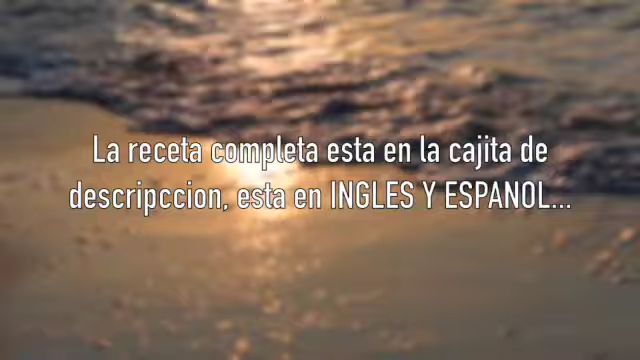 La receta completa esta en la cajita de
descripccion, esta en INGLES Y ESPANOL...